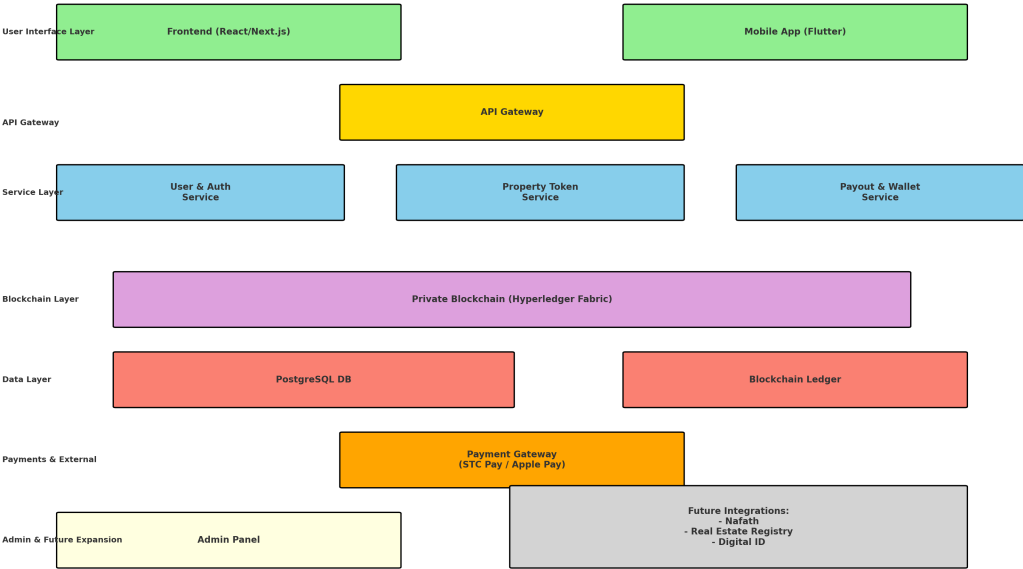 User Interface Layer
Frontend (React/Next.js)
Mobile App (Flutter)
API Gateway
API Gateway
Service Layer
User & Auth
Service
Property Token
Service
Payout & Wallet
Service
Blockchain Layer
Private Blockchain (Hyperledger Fabric)
Data Layer
PostgreSQL DB
Blockchain Ledger
Payments & External
Payment Gateway
(STC Pay / Apple Pay)
Admin & Future Expansion
Admin Panel
Future Integrations:
- Nafath
- Real Estate Registry
- Digital ID